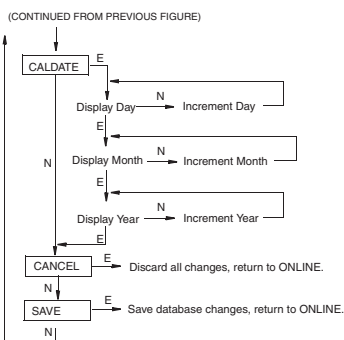 (CONTINUED FROM PREVIOUS FIGURE)
CALDATE E
N
Display Day Increment Day
E
N
Display Month Increment Month
N
E
N
Display Year Increment Year
E
CANCEL E Discard all changes, return to ONLINE.
N
SAVE E Save database changes, return to ONLINE.
N